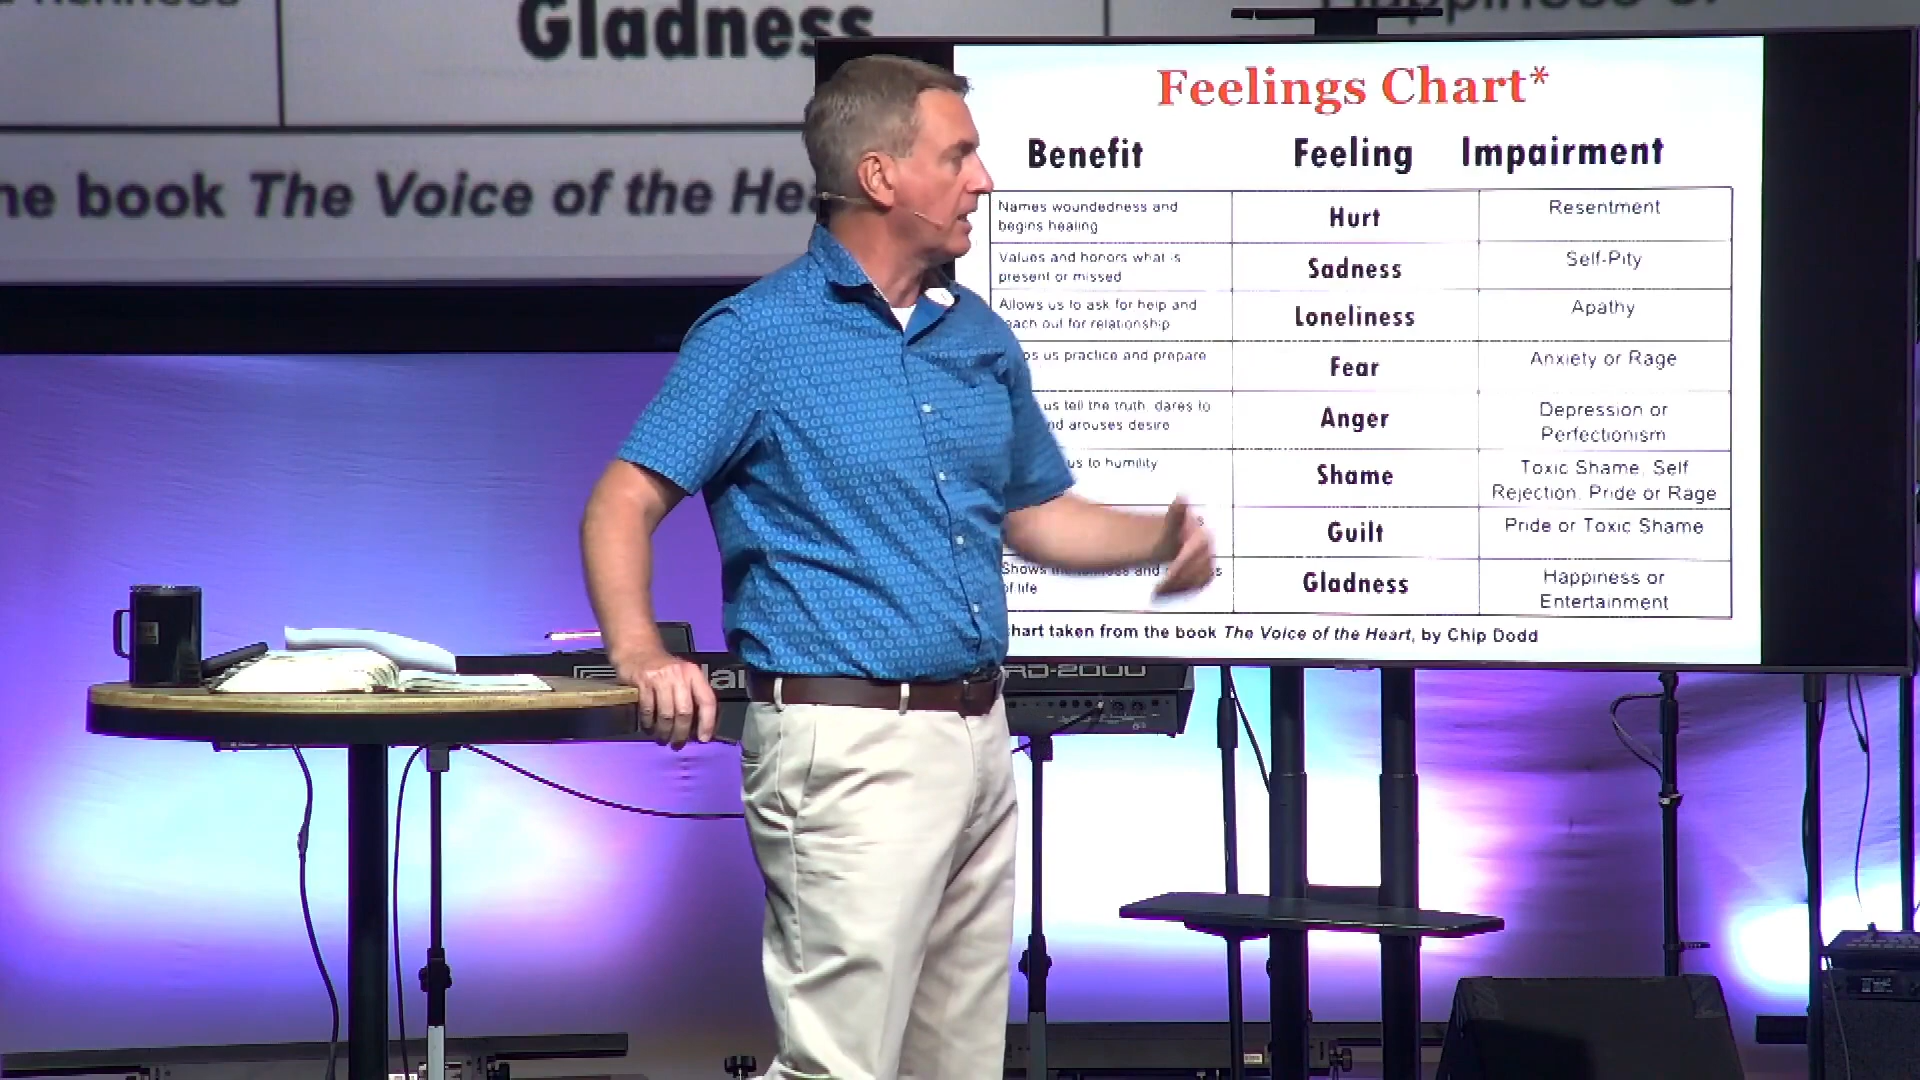 Gladness
he book The Voice of the Hea
Feelings Chart*
Benefit Feeling Impairment
Names woundedness and
begins healing
Hurt
Resentment
Values and honors what is
present or missed
Sadness
Self-Pity
Allows us to ask for help and
each out for relationship
Loneliness
Apathy
ps us practice and prepare
Fear
Anxiety or Rage
us tell the truth, dares to
nd arouses desire
Anger
Depression or
Perfectionism
us to humility
Shame
Toxic Shame, Self
Rejection, Pride or Rage
Guilt
Pride or Toxic Shame
Shows
of life
Gladness
Happiness or
Entertainment
hart taken from the book The Voice of the Heart, by Chip Dodd
RD-2000